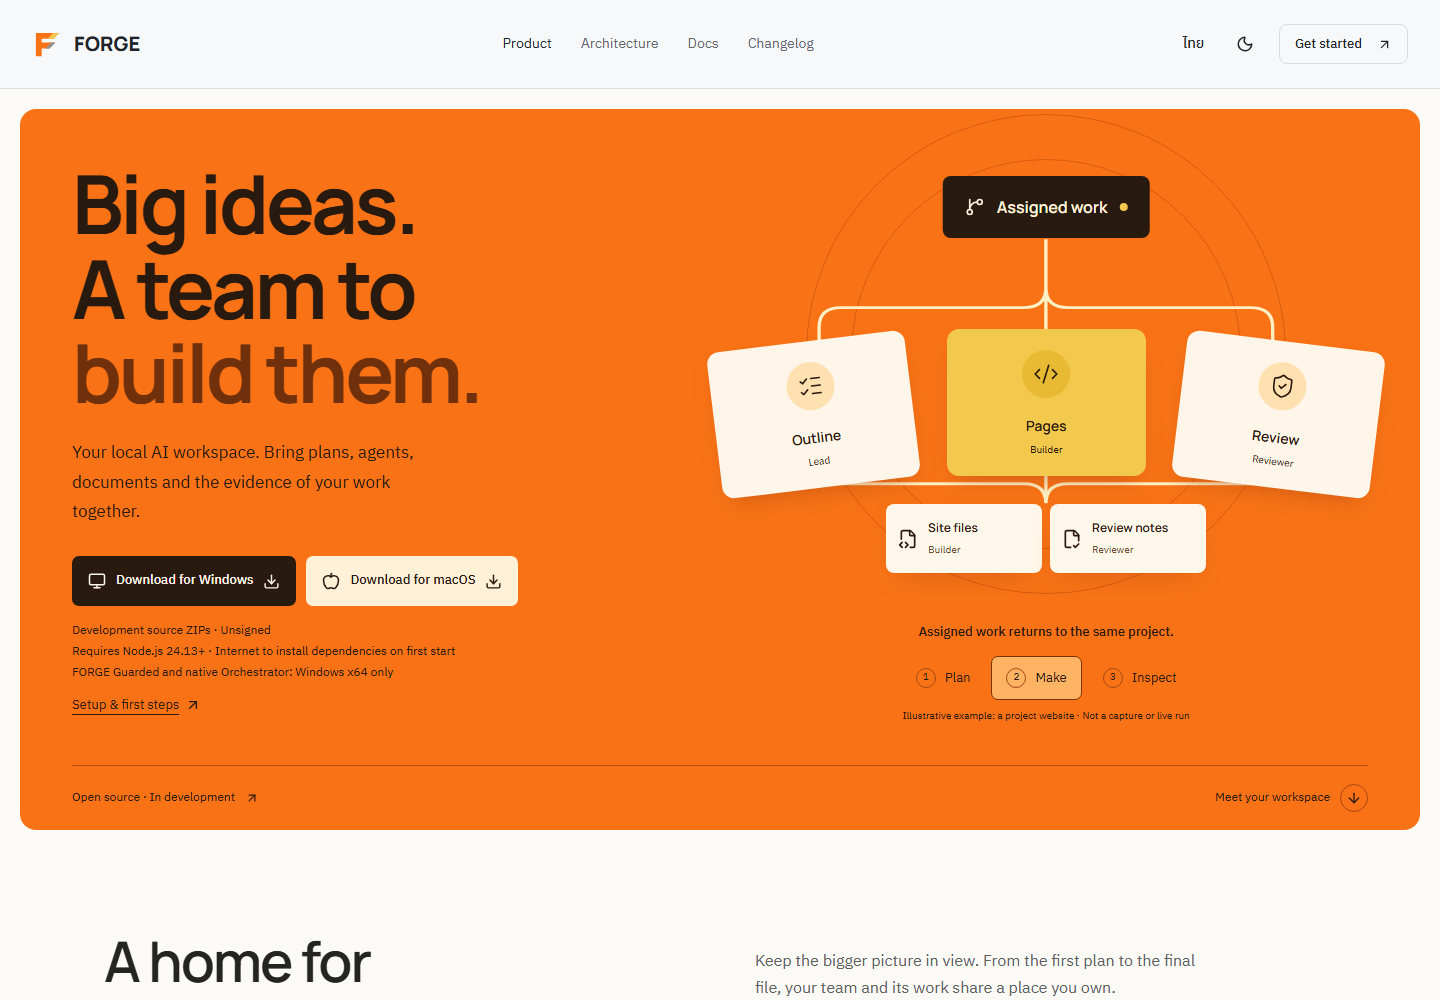 FORGE
Product
Architecture
Docs
Changelog
ไทย
Get started
Big ideas.
A team to
build them.
Your local AI workspace. Bring plans, agents,
documents and the evidence of your work
together.
Download for Windows
Download for macOS
Development source ZIPs · Unsigned
Requires Node.js 24.13+ · Internet to install dependencies on first start
FORGE Guarded and native Orchestrator: Windows x64 only
Setup & first steps
Assigned work
Outline
Lead
Pages
Builder
Review
Reviewer
Site files
Builder
Review notes
Reviewer
Assigned work returns to the same project.
1 Plan
2 Make
3 Inspect
Illustrative example: a project website · Not a capture or live run
Open source · In development
Meet your workspace
A home for
Keep the bigger picture in view. From the first plan to the final
file, your team and its work share a place you own.